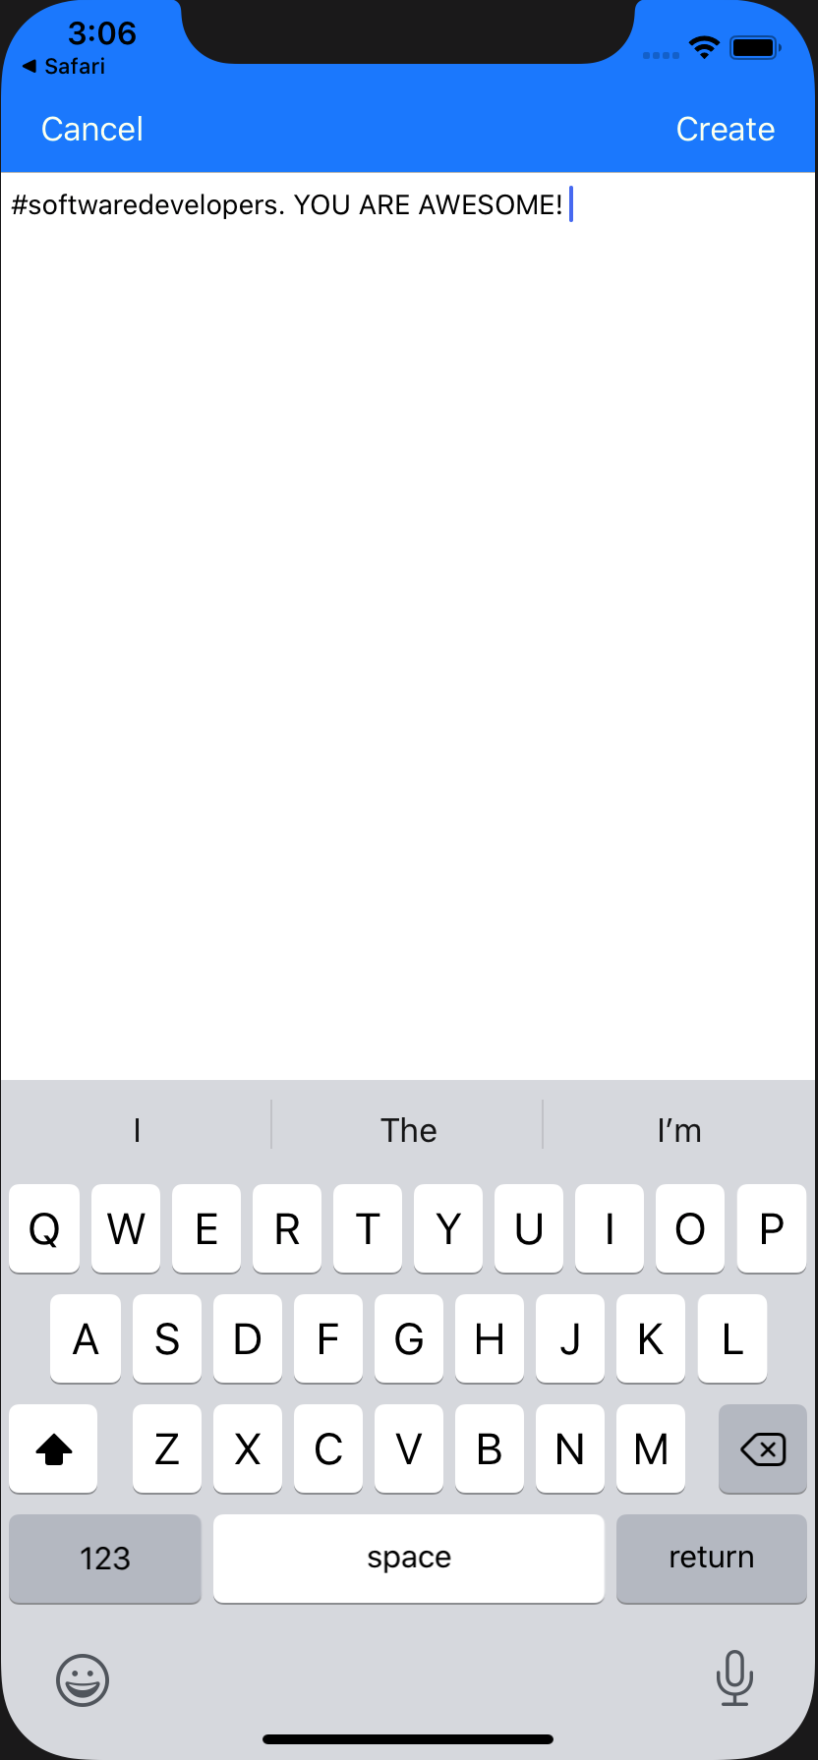 3:06
◀ Safari
Cancel Create
#softwaredevelopers. YOU ARE AWESOME!
I The I’m
Q W E R T Y U I O P
A S D F G H J K L
Z X C V B N M
123 space return